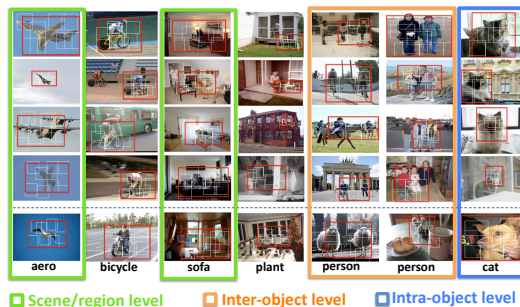 aero bicycle sofa plant person person cat
Scene/region level Inter-object level Intra-object level